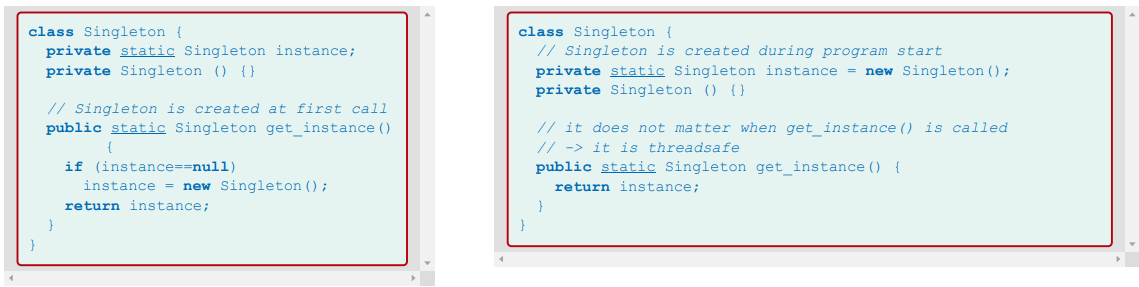 class Singleton {
  private static Singleton instance;
  private Singleton () {}

  // Singleton is created at first call
  public static Singleton get_instance()
         {
    if (instance==null)
      instance = new Singleton();
    return instance;
  }
}
class Singleton {
  // Singleton is created during program start
  private static Singleton instance = new Singleton();
  private Singleton () {}

  // it does not matter when get_instance() is called
  // -> it is threadsafe
  public static Singleton get_instance() {
    return instance;
  }
}